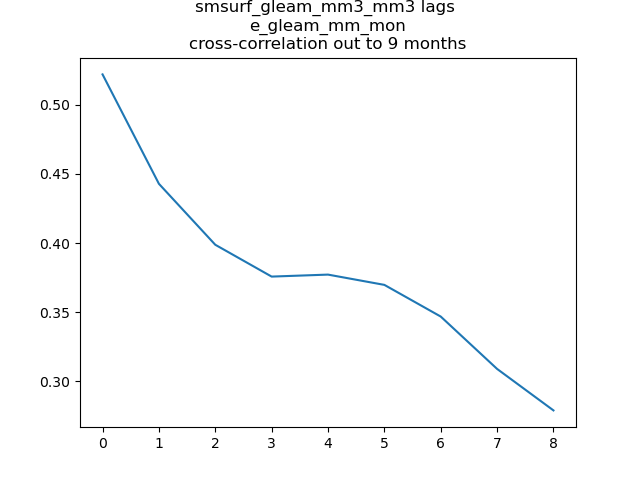 smsurf_gleam_mm3_mm3 lags
e_gleam_mm_mon
cross-correlation out to 9 months
0.50
0.45
0.40
0.35
0.30
0 1 2 3 4 5 6 7 8